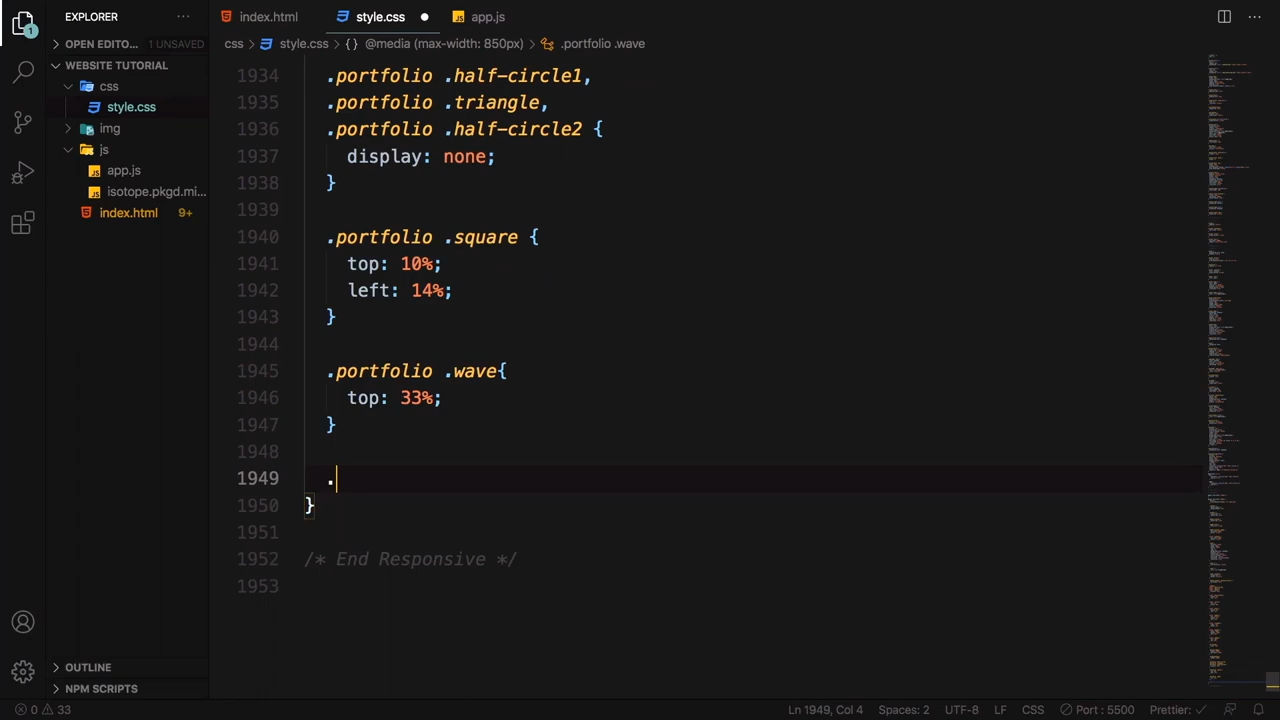 EXPLORER
index.html
style.css
app.js
OPEN EDITO... 1 UNSAVED
css
style.css
{} @media (max-width: 850px)
.portfolio .wave
WEBSITE TUTORIAL
css
style.css
img
js
app.js
isotope.pkgd.mi...
index.html 9+
1
1934 .portfolio .half-circle1,
1935 .portfolio .triangle,
1936 .portfolio .half-circle2 {
1937 display: none;
1938 }
1939
1940 .portfolio .square {
1941 top: 10%;
1942 left: 14%;
1943 }
1944
1945 .portfolio .wave{
1946 top: 33%;
1947 }
1948
1949 .
1950 }
1951
1952 /* End Responsive */
1953
OUTLINE
NPM SCRIPTS
0 33
Ln 1949, Col 4 Spaces: 2 UTF-8 LF CSS Port : 5500 Prettier: